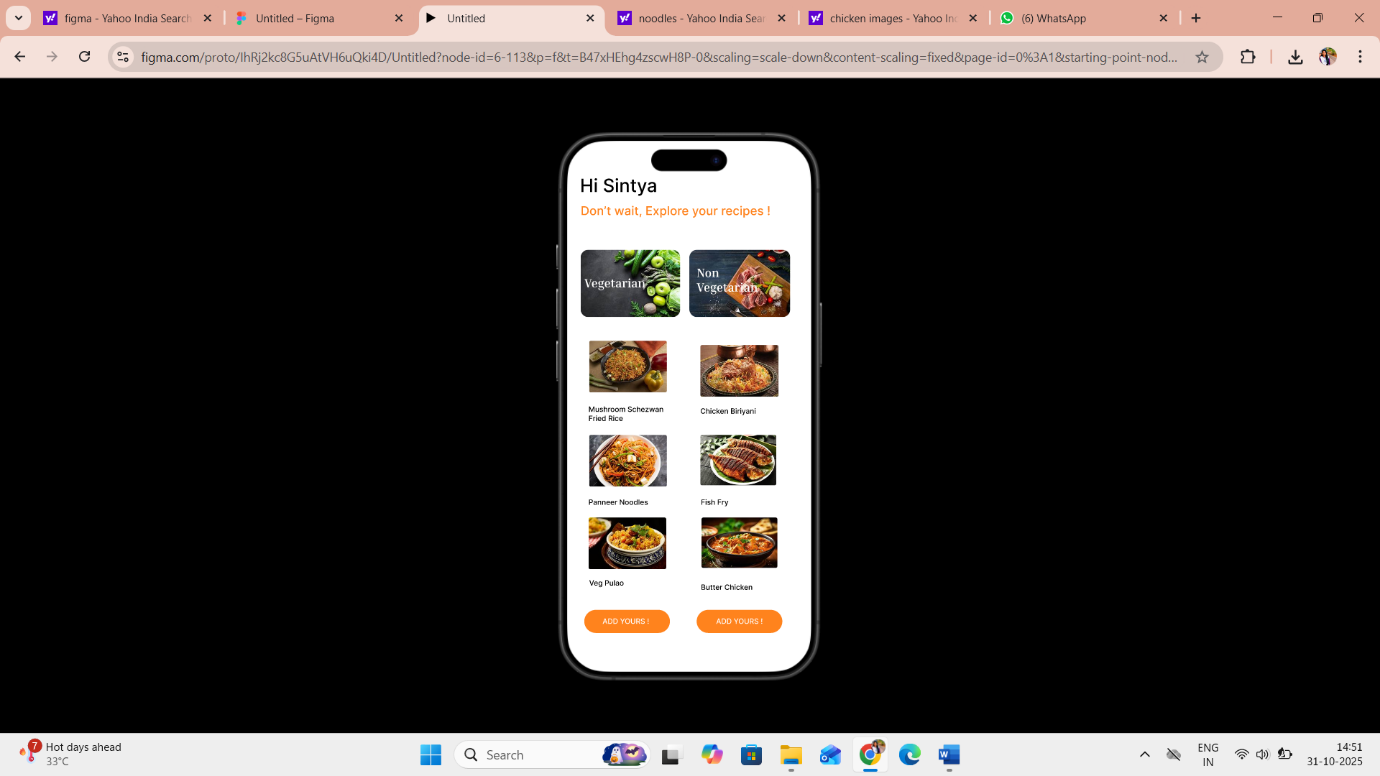 figma - Yahoo India Search
Untitled – Figma
Untitled
noodles - Yahoo India Sear
chicken images - Yahoo Inc
(6) WhatsApp
figma.com/proto/IhRj2kc8G5uAtVH6uQki4D/Untitled?node-id=6-113&p=f&t=B47xHEhg4zscwH8P-0&scaling=scale-down&content-scaling=fixed&page-id=0%3A1&starting-point-nod...
Hi Sintya
Don’t wait, Explore your recipes !
Vegetarian
Non
Vegetarian
Mushroom Schezwan
Fried Rice
Chicken Biriyani
Panneer Noodles
Fish Fry
Veg Pulao
Butter Chicken
ADD YOURS !
ADD YOURS !
7
Hot days ahead
33°C
Search
ENG
IN
14:51
31-10-2025